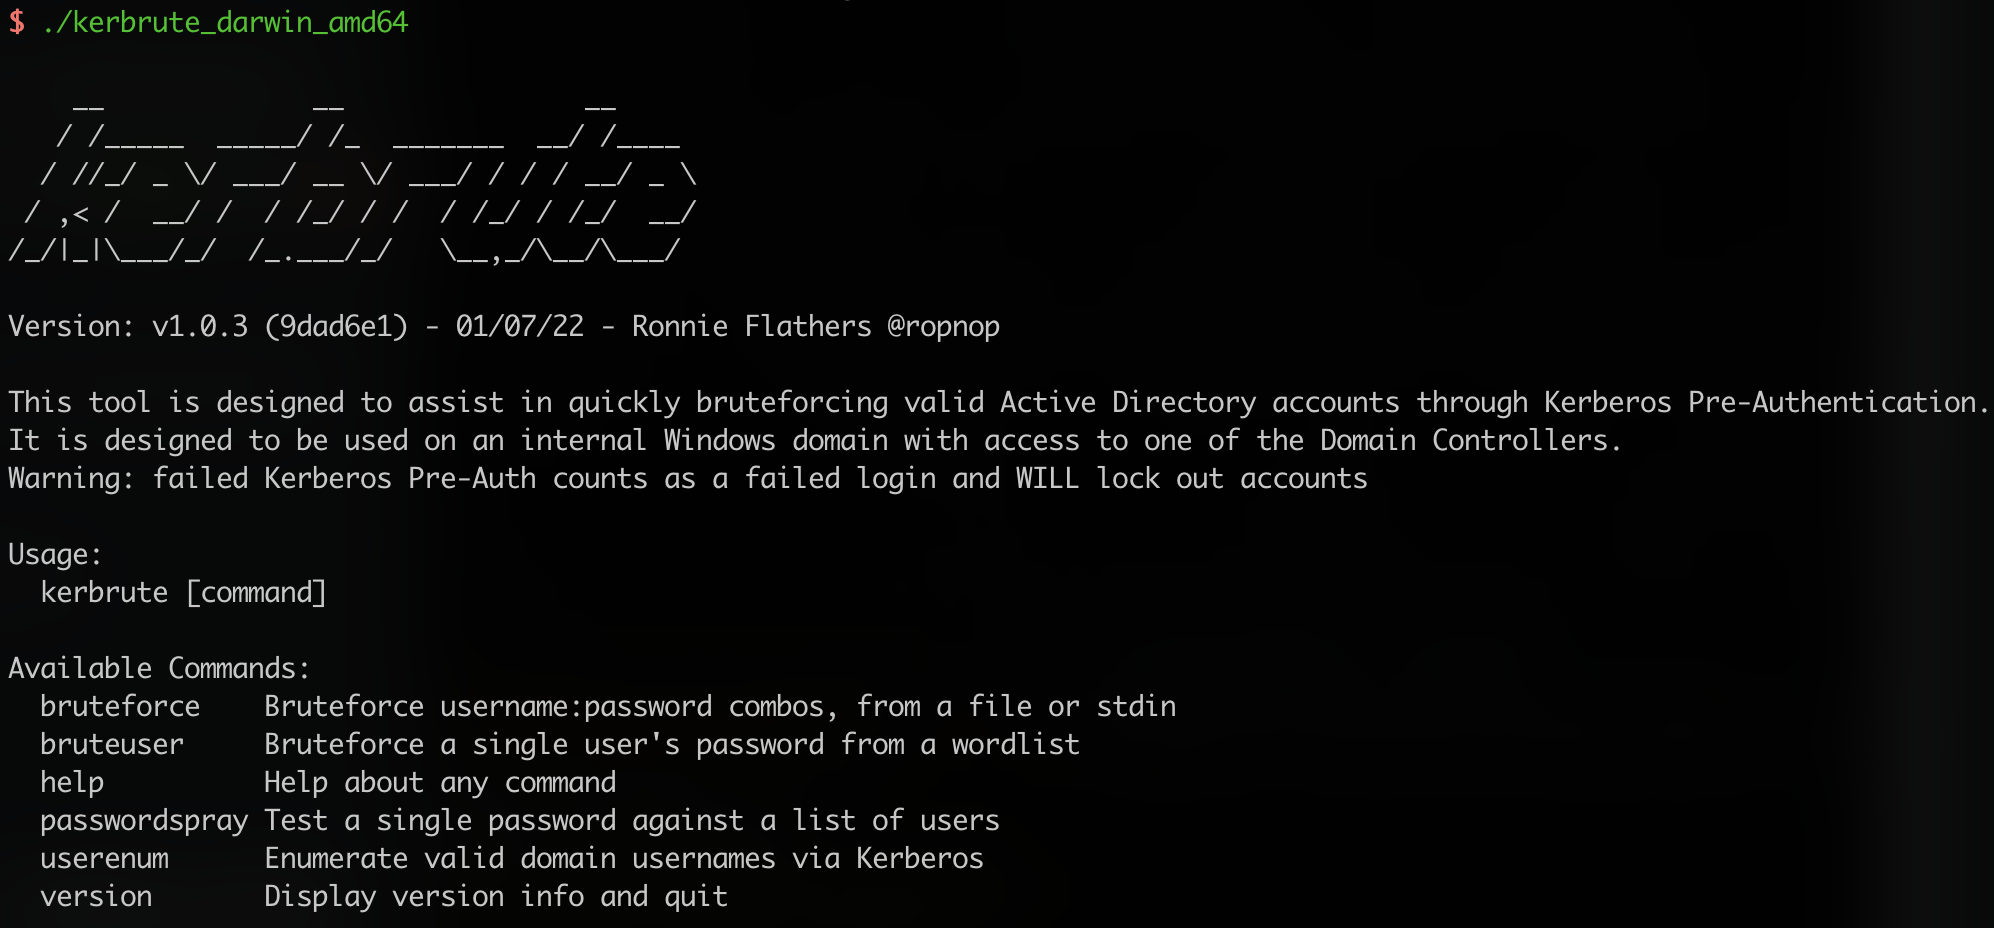 $ ./kerbrute_darwin_amd64
    __             __               __
   / /_____  _____/ /_  _______  __/ /____
  / //_/ _ \/ ___/ __ \/ ___/ / / / __/ _ \
 / ,< /  __/ /  / /_/ / /  / /_/ / /_/  __/
/_/|_|\___/_/  /_.___/_/   \__,_/\__/\___/
Version: v1.0.3 (9dad6e1) - 01/07/22 - Ronnie Flathers @ropnop
This tool is designed to assist in quickly bruteforcing valid Active Directory accounts through Kerberos Pre-Authentication.
It is designed to be used on an internal Windows domain with access to one of the Domain Controllers.
Warning: failed Kerberos Pre-Auth counts as a failed login and WILL lock out accounts
Usage:
  kerbrute [command]
Available Commands:
  bruteforce    Bruteforce username:password combos, from a file or stdin
  bruteuser     Bruteforce a single user's password from a wordlist
  help          Help about any command
  passwordspray Test a single password against a list of users
  userenum      Enumerate valid domain usernames via Kerberos
  version       Display version info and quit